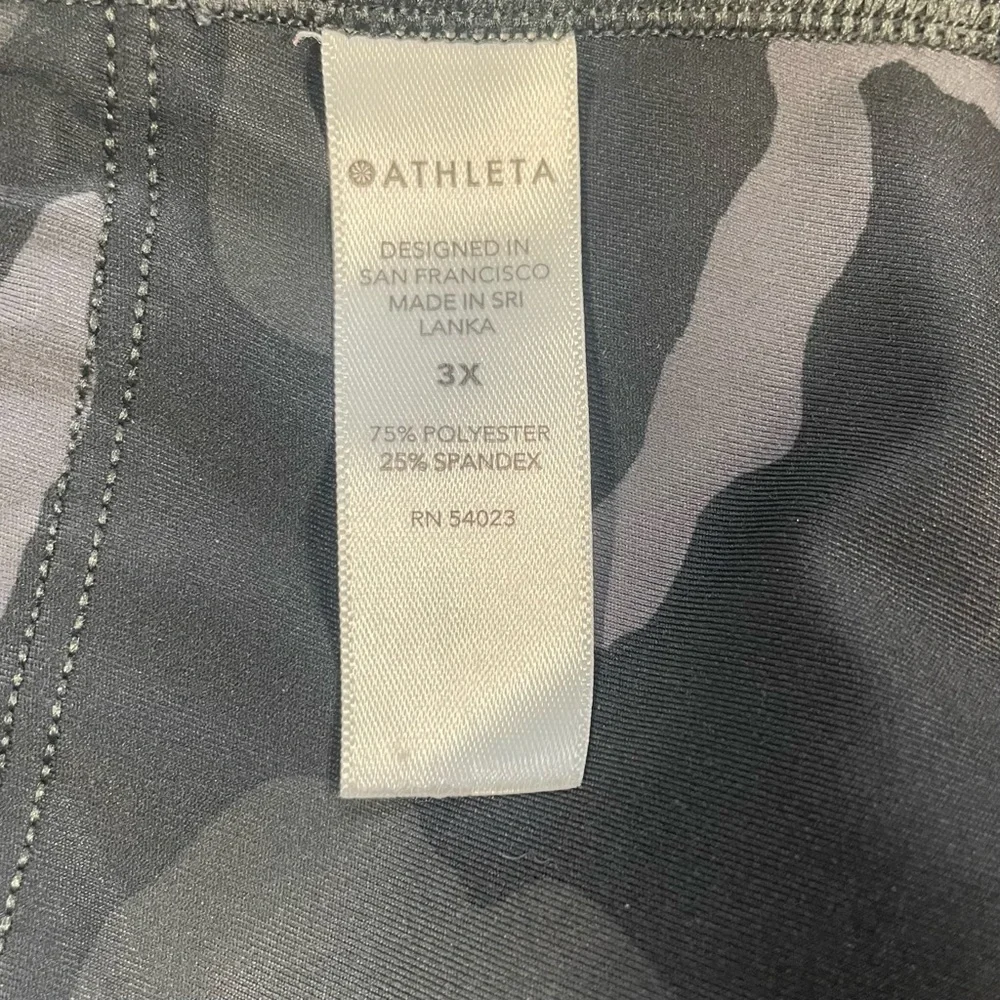 ATHLETA
DESIGNED IN
SAN FRANCISCO
MADE IN SRI
LANKA
3X
75% POLYESTER
25% SPANDEX
RN 54023